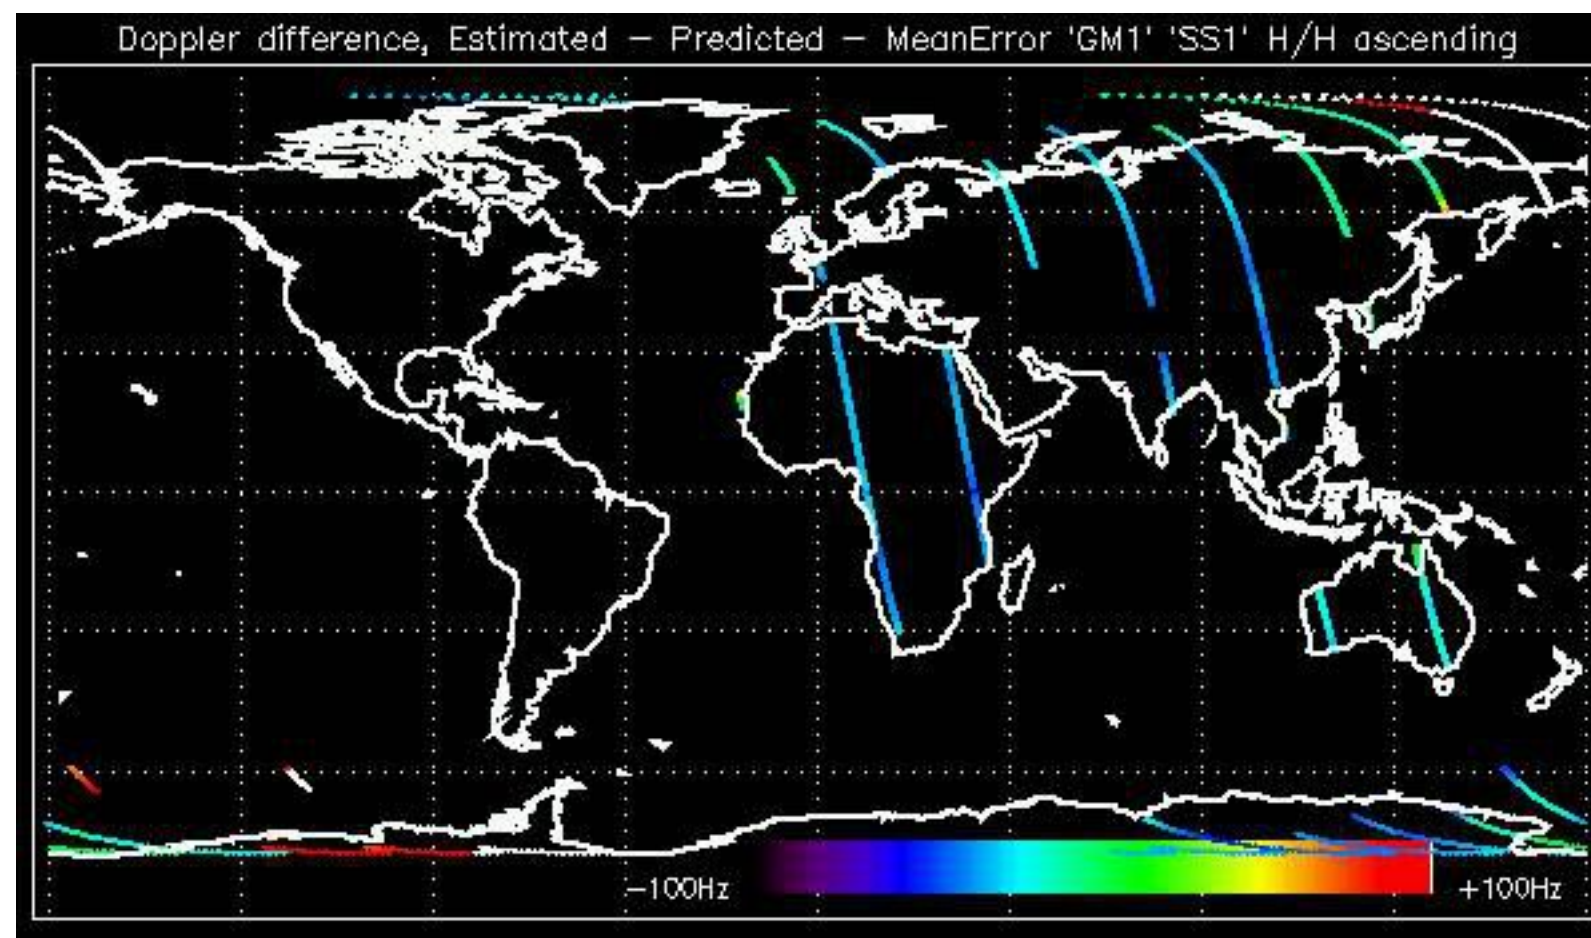 Doppler difference, Estimated – Predicted – MeanError 'GM1' 'SS1' H/H ascending
–100Hz
+100Hz